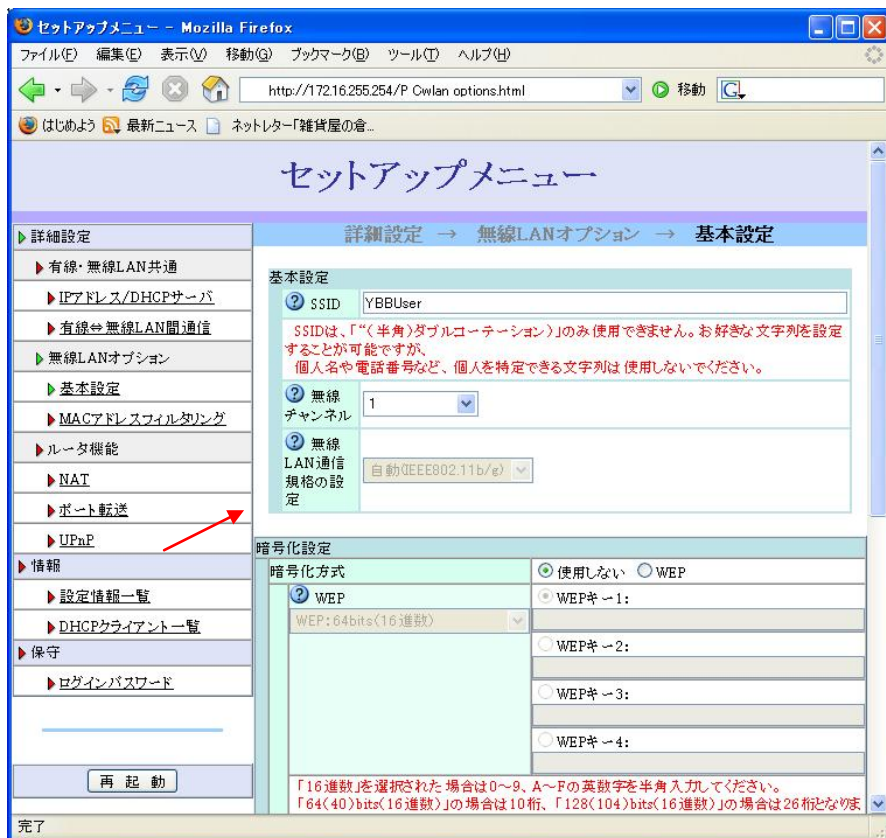 セットアップメニュー - Mozilla Firefox
ファイル(F) 編集(E) 表示(V) 移動(G) ブックマーク(B) ツール(T) ヘルプ(H)
http://172.16.255.254/P Cwlan options.html
移動
G
はじめよう 最新ニュース ネットレター「雑貨屋の倉...
セットアップメニュー
詳細設定 → 無線LANオプション → 基本設定
詳細設定
有線・無線LAN共通
IPアドレス/DHCPサーバ
有線⇔無線LAN間通信
無線LANオプション
基本設定
MACアドレスフィルタリング
ルータ機能
NAT
ポート転送
UPnP
情報
設定情報一覧
DHCPクライアント一覧
保守
ログインパスワード
再 起 動
基本設定
? SSID YBBUser
SSIDは、「“(半角)ダブルコーテーション)」のみ使用できません。お好きな文字列を設定
することが可能ですが、
個人名や電話番号など、個人を特定できる文字列は使用しないでください。
? 無線
チャンネル
1
? 無線
LAN通信
規格の設
定
自動(IEEE802.11b/g)
暗号化設定
暗号化方式 使用しない WEP
? WEP
WEP:64bits(16進数)
WEPキー1:
WEPキー2:
WEPキー3:
WEPキー4:
「16進数」を選択された場合は0~9、A~Fの英数字を半角入力してください。
「64(40)bits(16進数)」の場合は10桁、「128(104)bits(16進数)」の場合は26桁となりま
完了